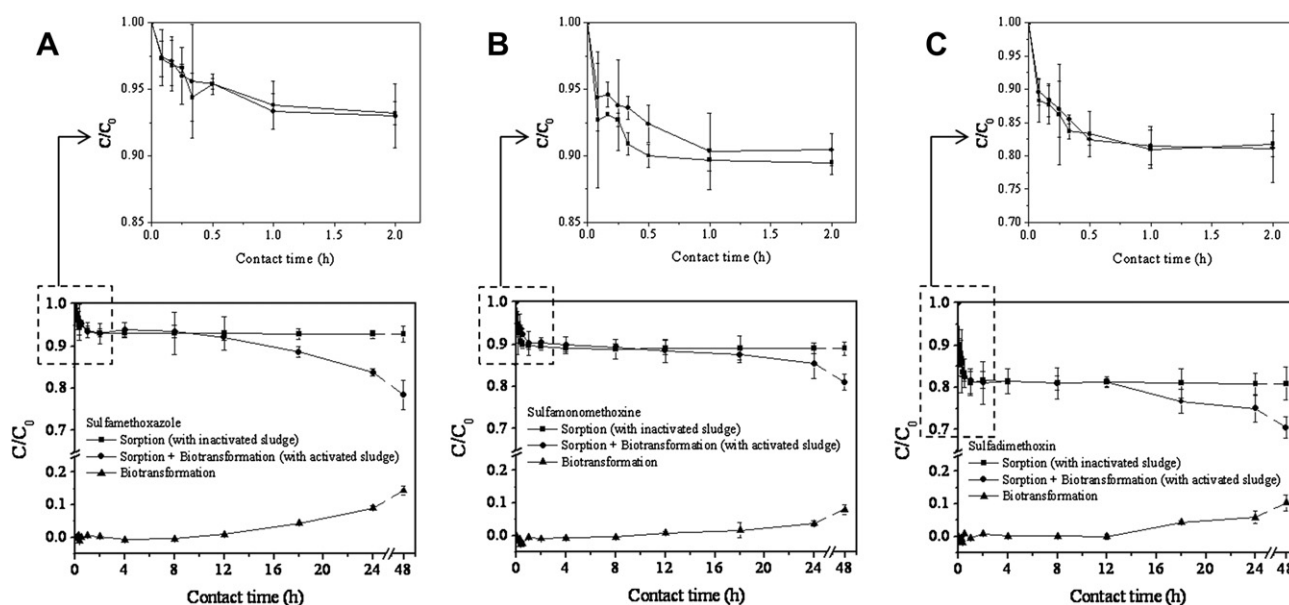 A
C/C0
1.00
0.95
0.90
0.85
0.0 0.5 1.0 1.5 2.0
Contact time (h)
B
C/C0
1.00
0.95
0.90
0.85
0.0 0.5 1.0 1.5 2.0
Contact time (h)
C
C/C0
1.00
0.95
0.90
0.85
0.80
0.75
0.70
0.0 0.5 1.0 1.5 2.0
Contact time (h)
C/C0
1.0
0.9
0.8
0.7
0.1
0.0
Sulfamethoxazole
Sorption (with inactivated sludge)
Sorption + Biotransformation (with activated sludge)
Biotransformation
0 4 8 12 16 20 24 48
Contact time (h)
C/C0
1.0
0.9
0.8
0.7
0.1
0.0
Sulfamonomethoxine
Sorption (with inactivated sludge)
Sorption + Biotransformation (with activated sludge)
Biotransformation
0 4 8 12 16 20 24 48
Contact time (h)
C/C0
1.0
0.9
0.8
0.7
0.1
0.0
Sulfadimethoxin
Sorption (with inactivated sludge)
Sorption + Biotransformation (with activated sludge)
Biotransformation
0 4 8 12 16 20 24 48
Contact time (h)